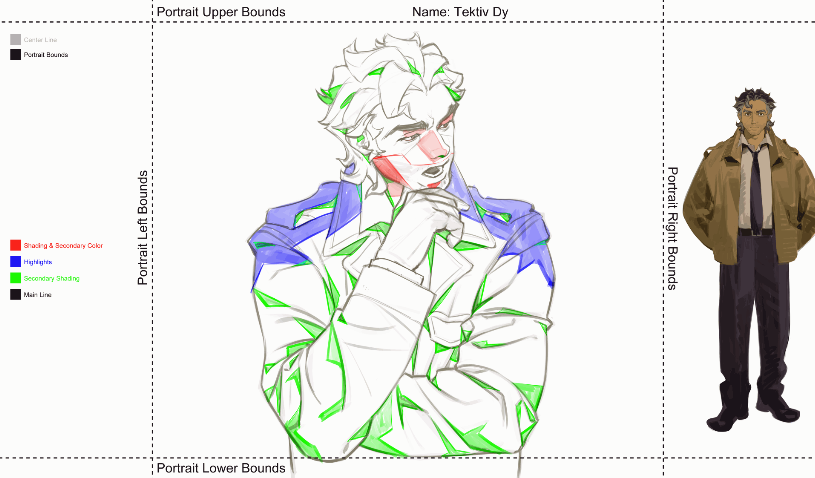 Portrait Upper Bounds
Name: Tektiv Dy
Center Line
Portrait Bounds
Portrait Left Bounds
Portrait Right Bounds
Shading & Secondary Color
Highlights
Secondary Shading
Main Line
Portrait Lower Bounds